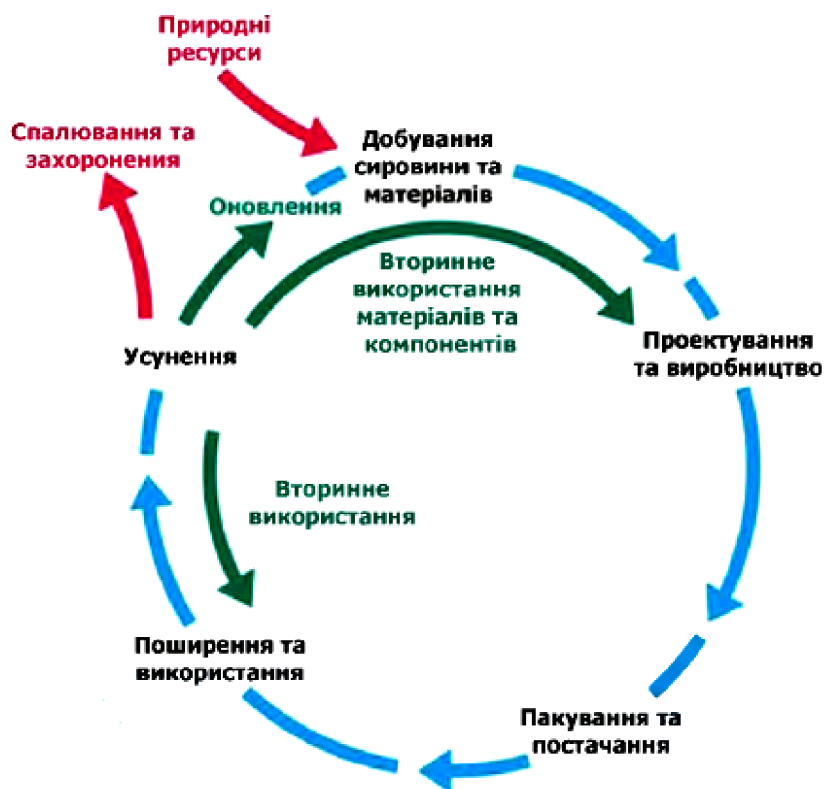 Природні
ресурси
Спалювання та
захоронения
Добування
сировини та
матеріалів
Оновлення
Вторинне
використання
матеріалів та
компонентів
Проектування
та виробництво
Усунення
Вторинне
використання
Поширення та
використання
Пакування та
постачання